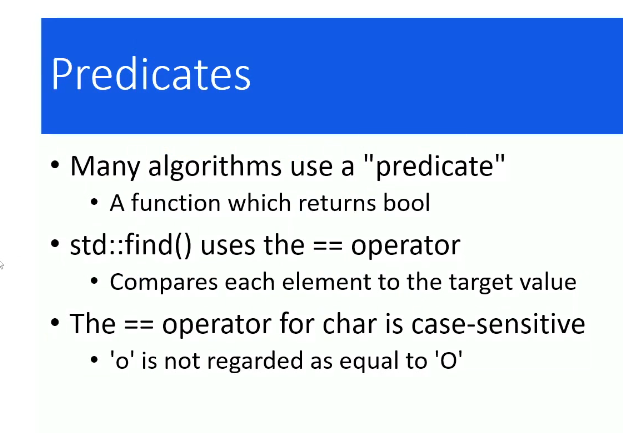 Predicates
• Many algorithms use a "predicate"
• A function which returns bool
• std::find() uses the == operator
• Compares each element to the target value
• The == operator for char is case-sensitive
• 'o' is not regarded as equal to 'O'